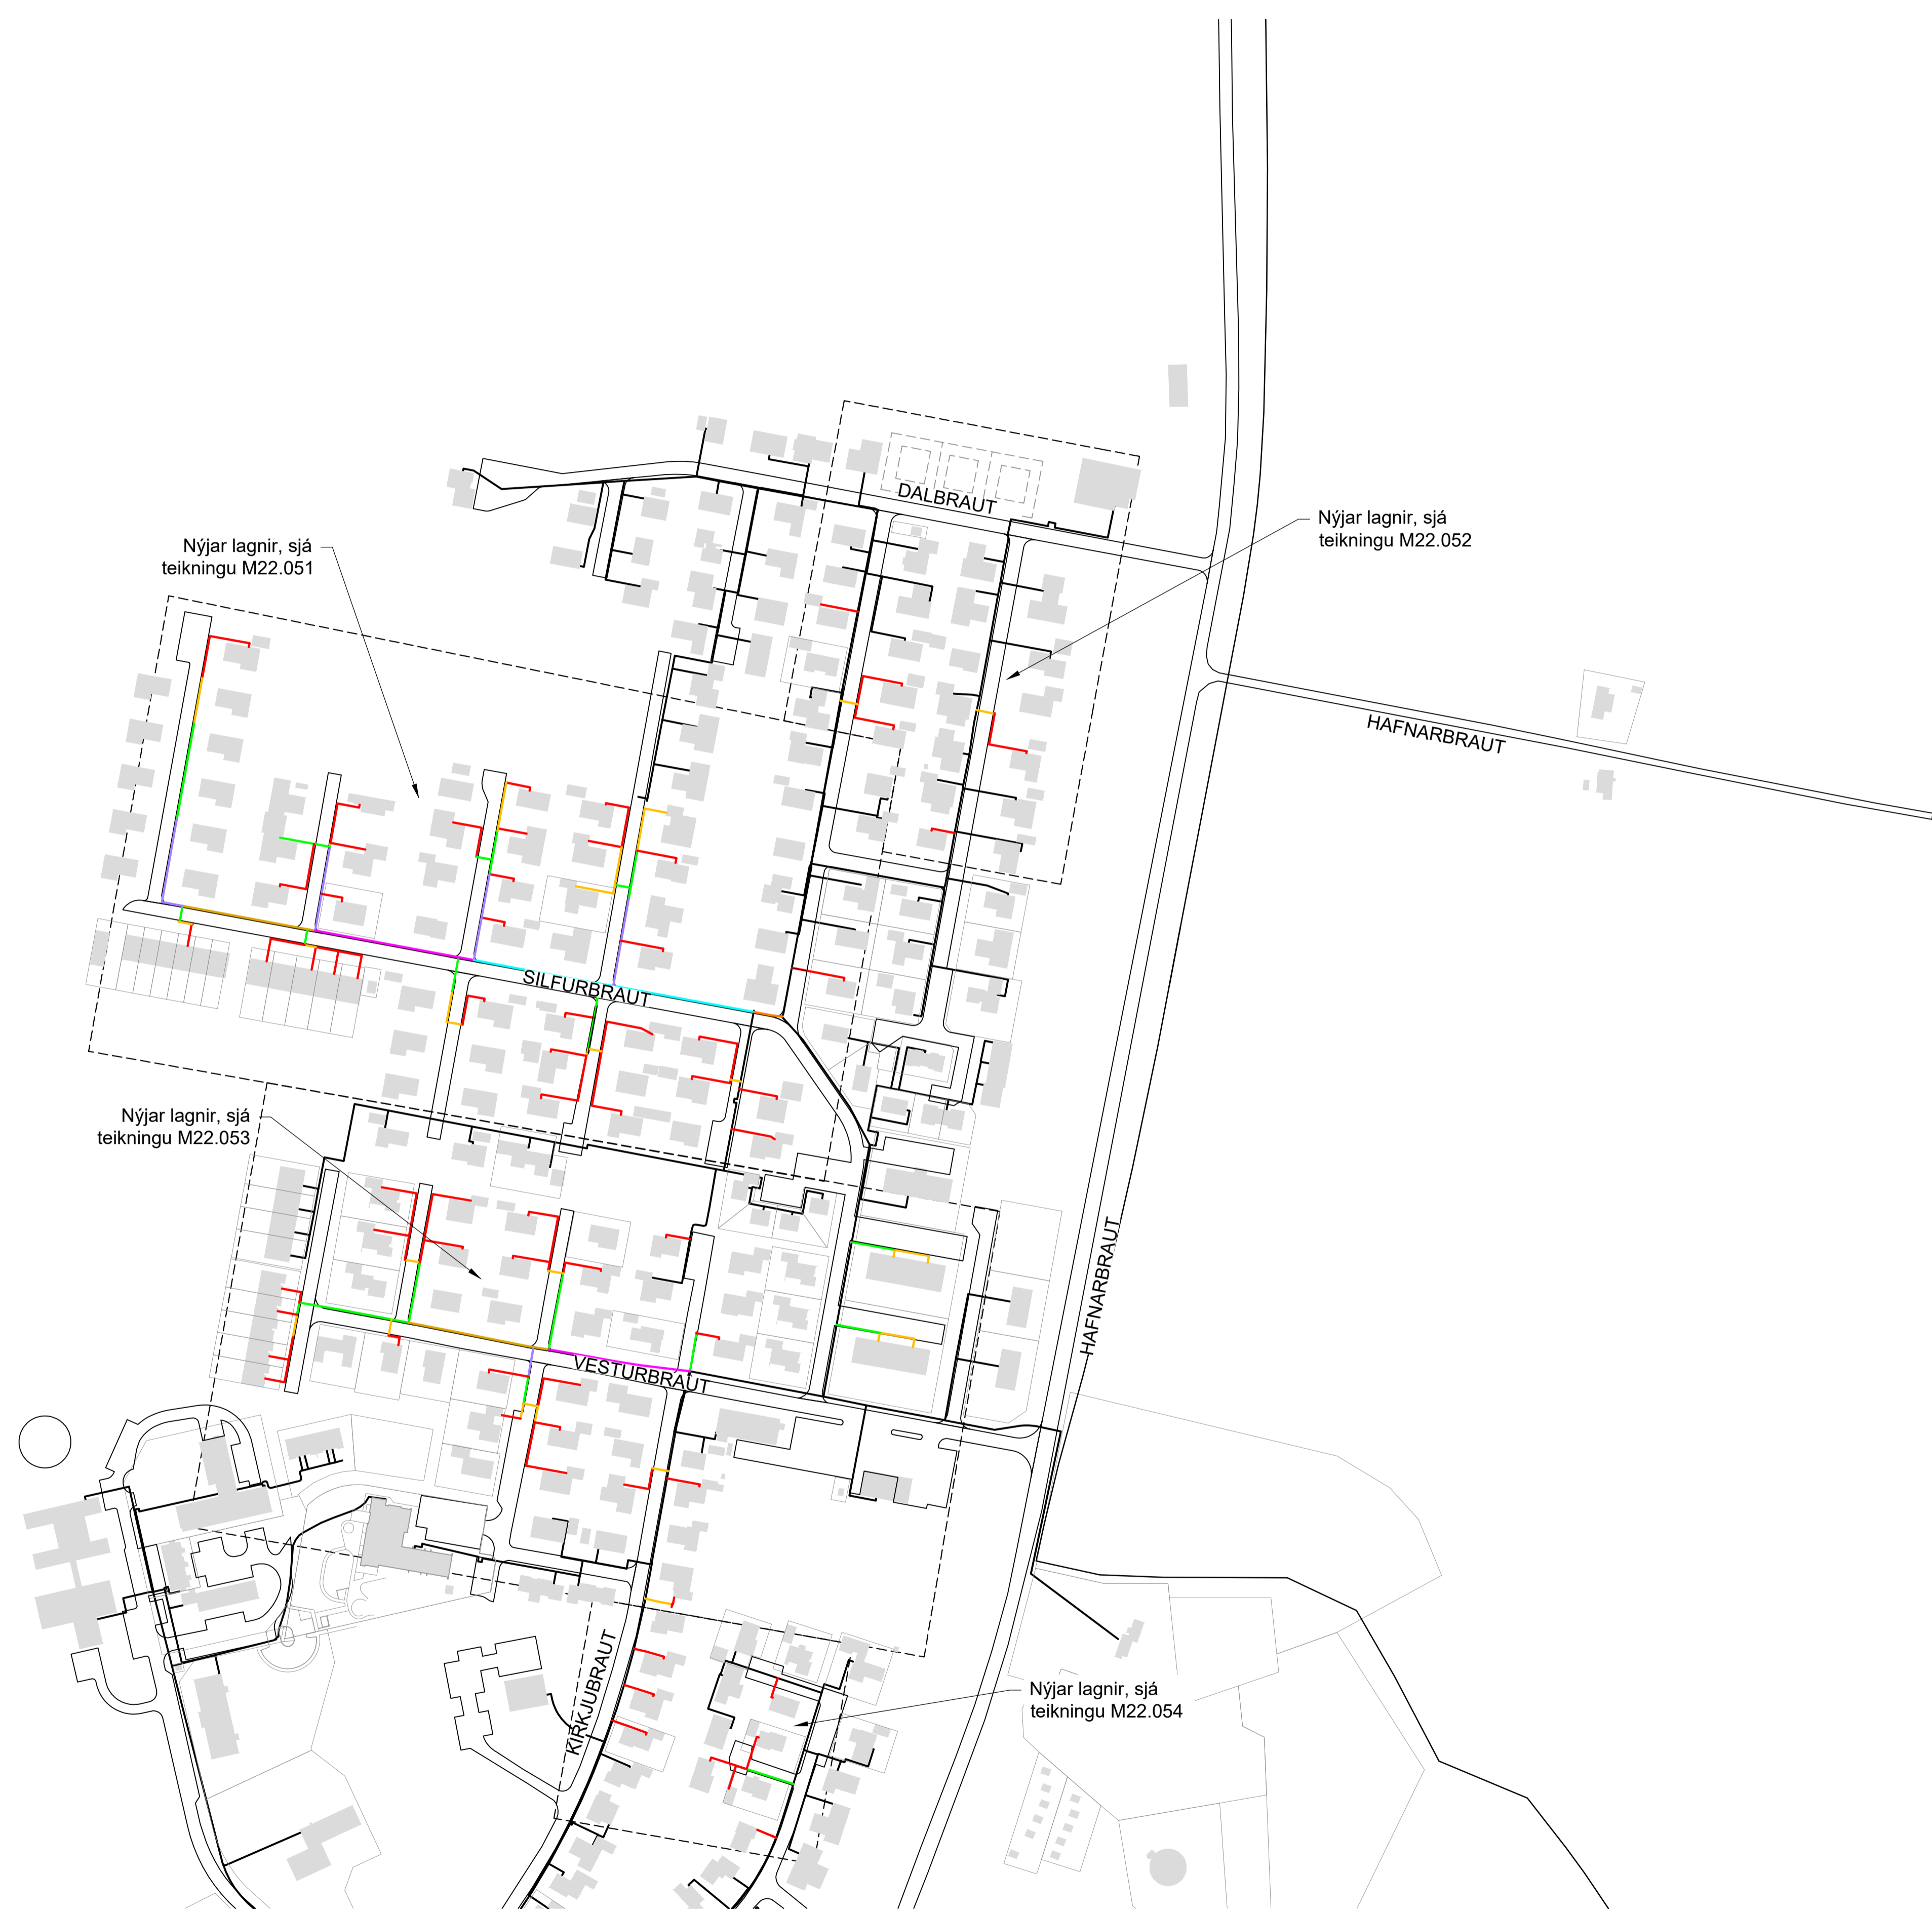 DALBRAUT
Nýjar lagnir, sjá
teikningu M22.052
Nýjar lagnir, sjá
teikningu M22.051
HAFNARBRAUT
SILFURBRAUT
Nýjar lagnir, sjá
teikningu M22.053
HAFNARBRAUT
VESTURBRAUT
KIRKJUBRAUT
Nýjar lagnir, sjá
teikningu M22.054